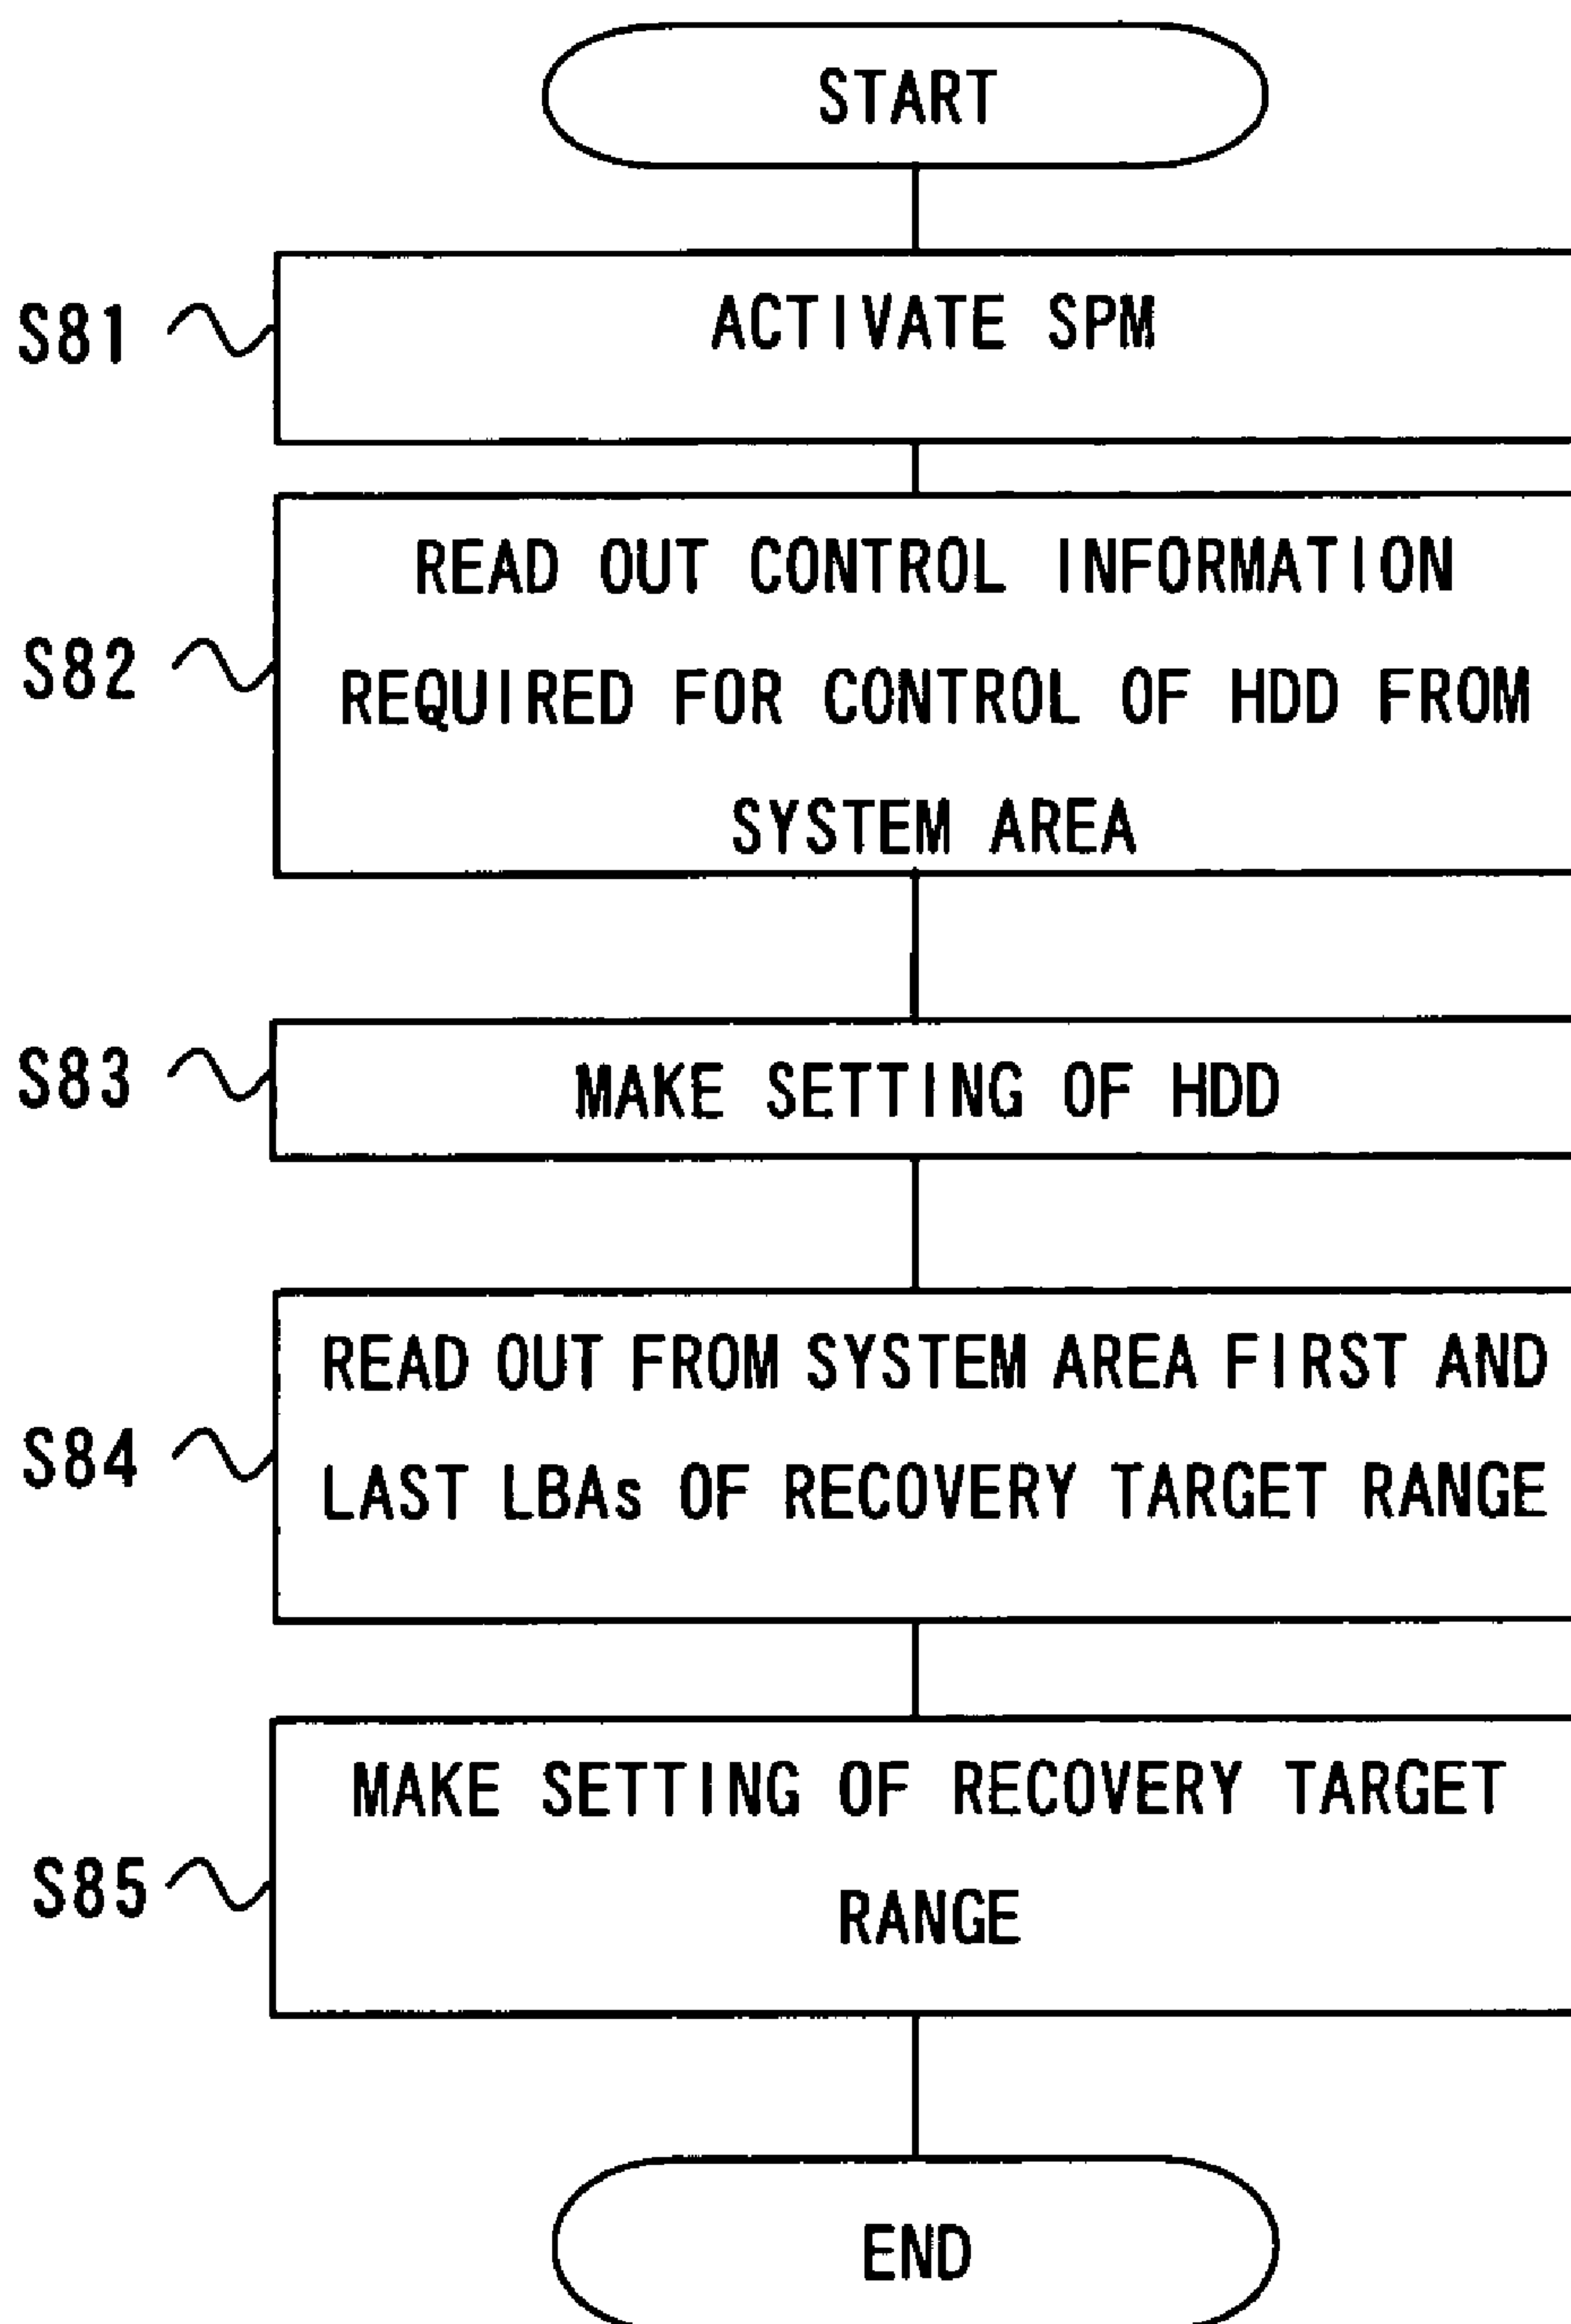 START
S81
ACTIVATE SPM
S82
READ OUT CONTROL INFORMATION
REQUIRED FOR CONTROL OF HDD FROM
SYSTEM AREA
S83
MAKE SETTING OF HDD
S84
READ OUT FROM SYSTEM AREA FIRST AND
LAST LBAs OF RECOVERY TARGET RANGE
S85
MAKE SETTING OF RECOVERY TARGET
RANGE
END